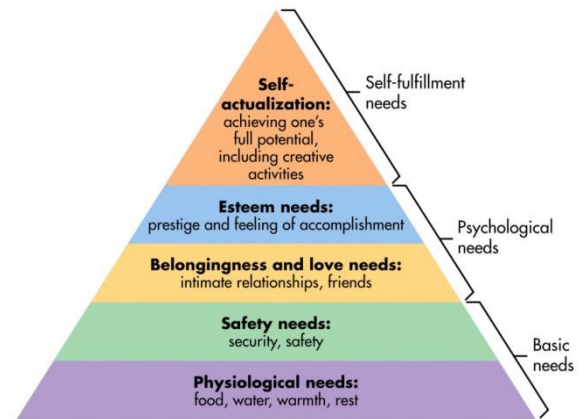 Self-
actualization:
achieving one's
full potential,
including creative
activities
Self-fulfillment
needs
Esteem needs:
prestige and feeling of accomplishment
Psychological
needs
Belongingness and love needs:
intimate relationships, friends
Safety needs:
security, safety
Basic
needs
Physiological needs:
food, water, warmth, rest